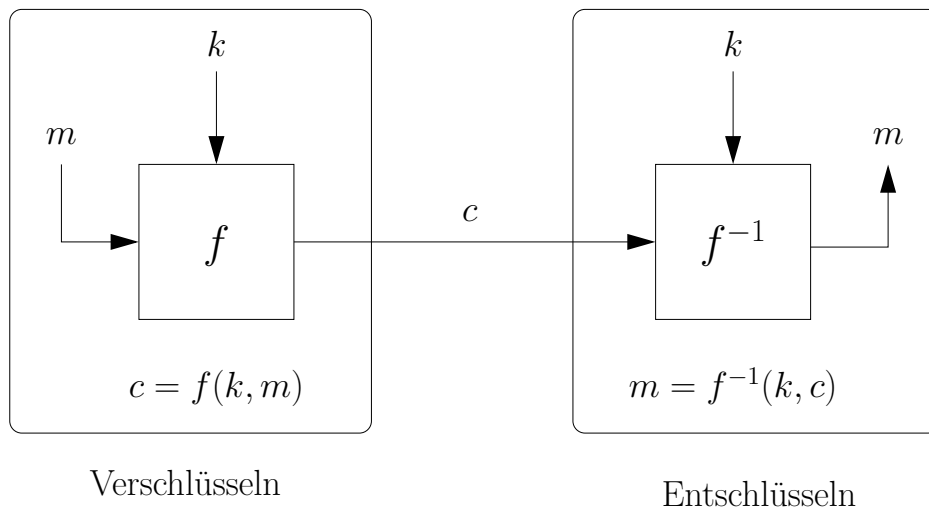 k
m
f
c = f(k, m)
Verschlüsseln
c
k
m
f⁻¹
m = f⁻¹(k, c)
Entschlüsseln